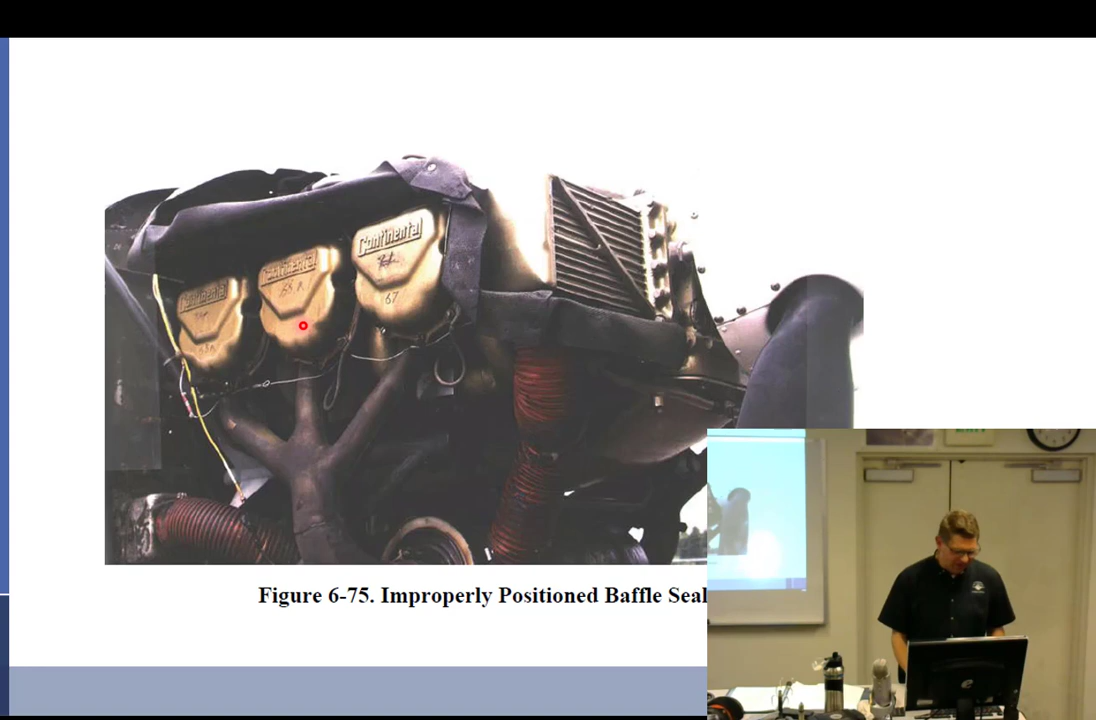 Continental
Continental
Continental
67
Figure 6-75. Improperly Positioned Baffle Seal